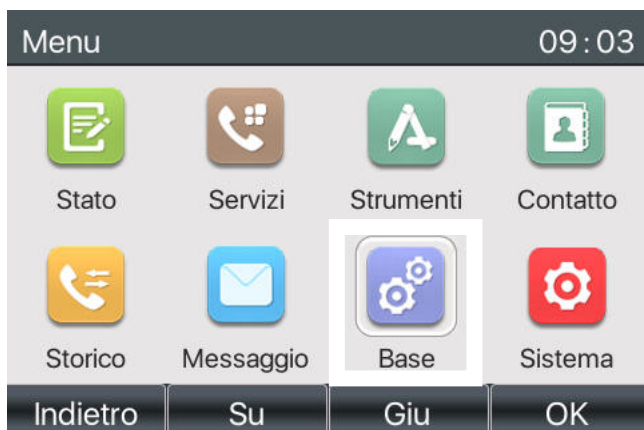 Menu 09:03
Stato Servizi Strumenti Contatto
Storico Messaggio Base Sistema
Indietro Su Giu OK